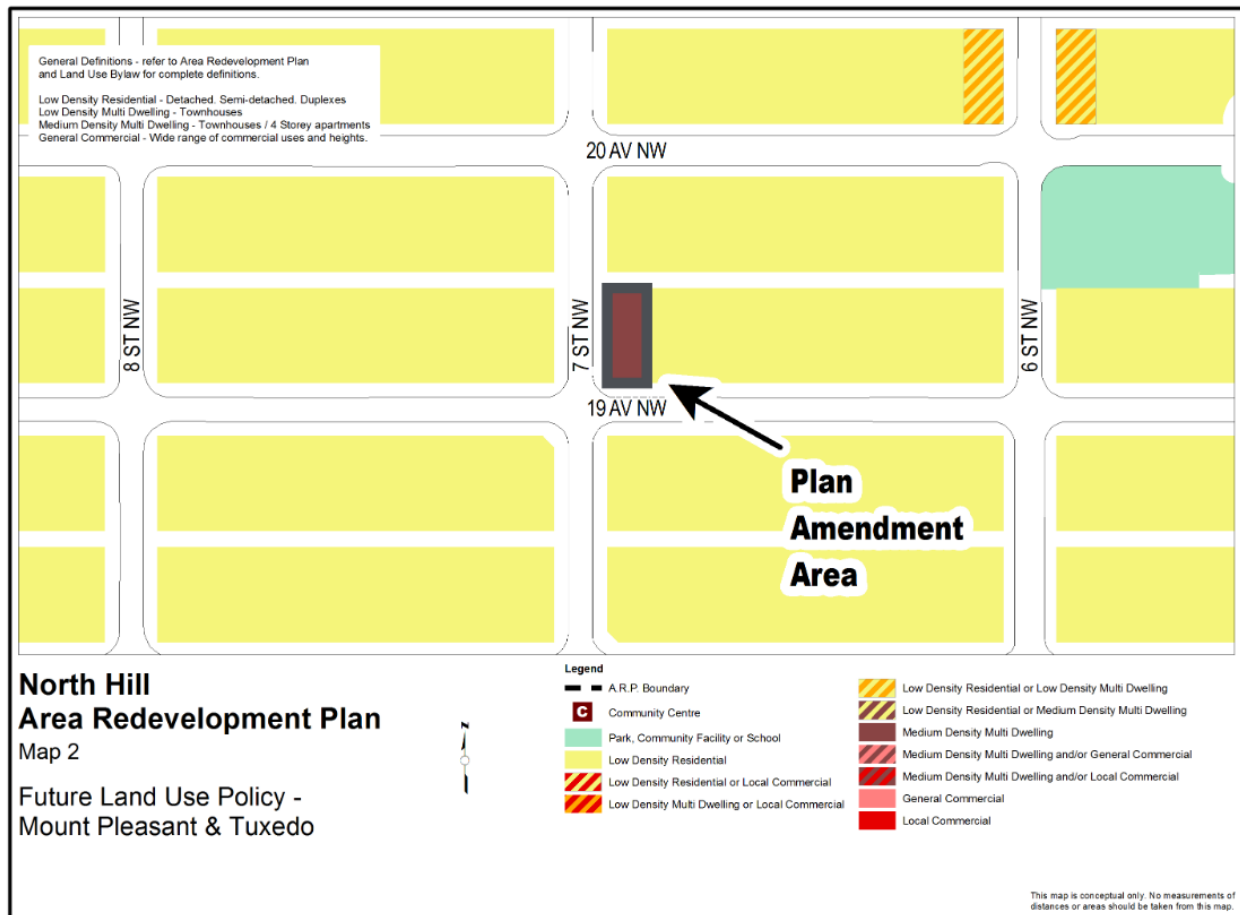 General Definitions - refer to Area Redevelopment Plan
and Land Use Bylaw for complete definitions.
Low Density Residential - Detached. Semi-detached. Duplexes
Low Density Multi Dwelling - Townhouses
Medium Density Multi Dwelling - Townhouses / 4 Storey apartments
General Commercial - Wide range of commercial uses and heights.
20 AV NW
8 ST NW
7 ST NW
6 ST NW
19 AV NW
Plan
Amendment
Area
North Hill
Area Redevelopment Plan
Map 2
Future Land Use Policy -
Mount Pleasant & Tuxedo
N
Legend
A.R.P. Boundary
C Community Centre
Park, Community Facility or School
Low Density Residential
Low Density Residential or Local Commercial
Low Density Multi Dwelling or Local Commercial
Low Density Residential or Low Density Multi Dwelling
Low Density Residential or Medium Density Multi Dwelling
Medium Density Multi Dwelling
Medium Density Multi Dwelling and/or General Commercial
Medium Density Multi Dwelling and/or Local Commercial
General Commercial
Local Commercial
This map is conceptual only. No measurements of
distances or areas should be taken from this map.